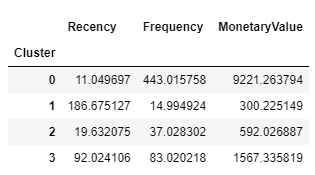 Recency Frequency MonetaryValue
Cluster
0 11.049697 443.015758 9221.263794
1 186.675127 14.994924 300.225149
2 19.632075 37.028302 592.026887
3 92.024106 83.020218 1567.335819